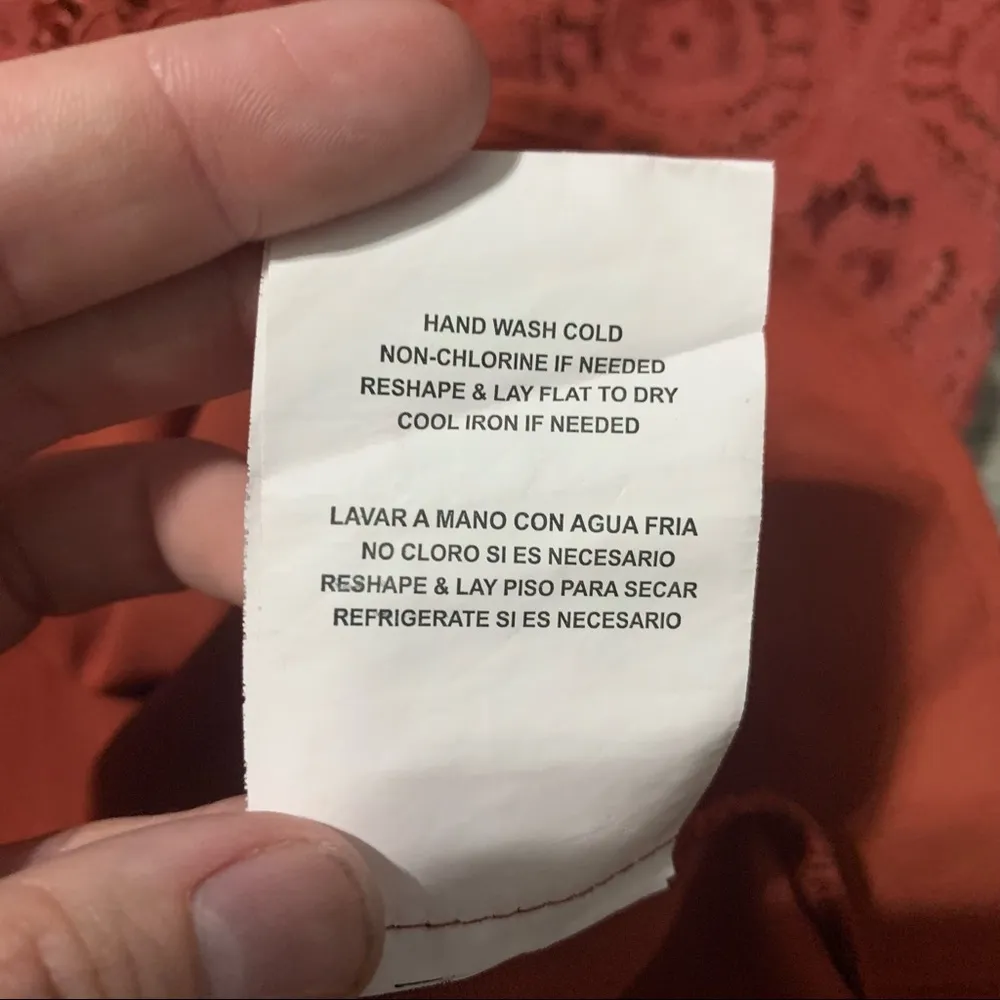 HAND WASH COLD
NON-CHLORINE IF NEEDED
RESHAPE & LAY FLAT TO DRY
COOL IRON IF NEEDED
LAVAR A MANO CON AGUA FRIA
NO CLORO SI ES NECESARIO
RESHAPE & LAY PISO PARA SECAR
REFRIGERATE SI ES NECESARIO